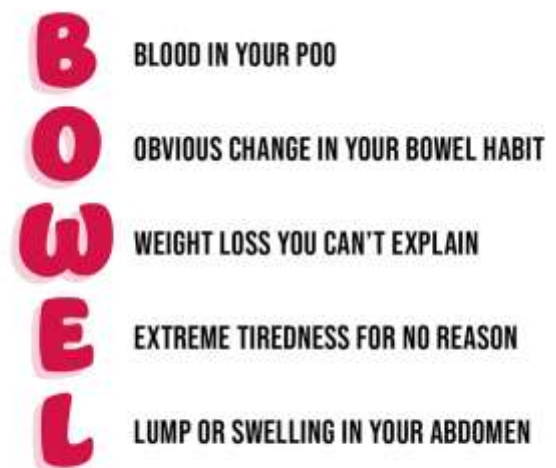 B BLOOD IN YOUR POO
O OBVIOUS CHANGE IN YOUR BOWEL HABIT
W WEIGHT LOSS YOU CAN'T EXPLAIN
E EXTREME TIREDNESS FOR NO REASON
L LUMP OR SWELLING IN YOUR ABDOMEN